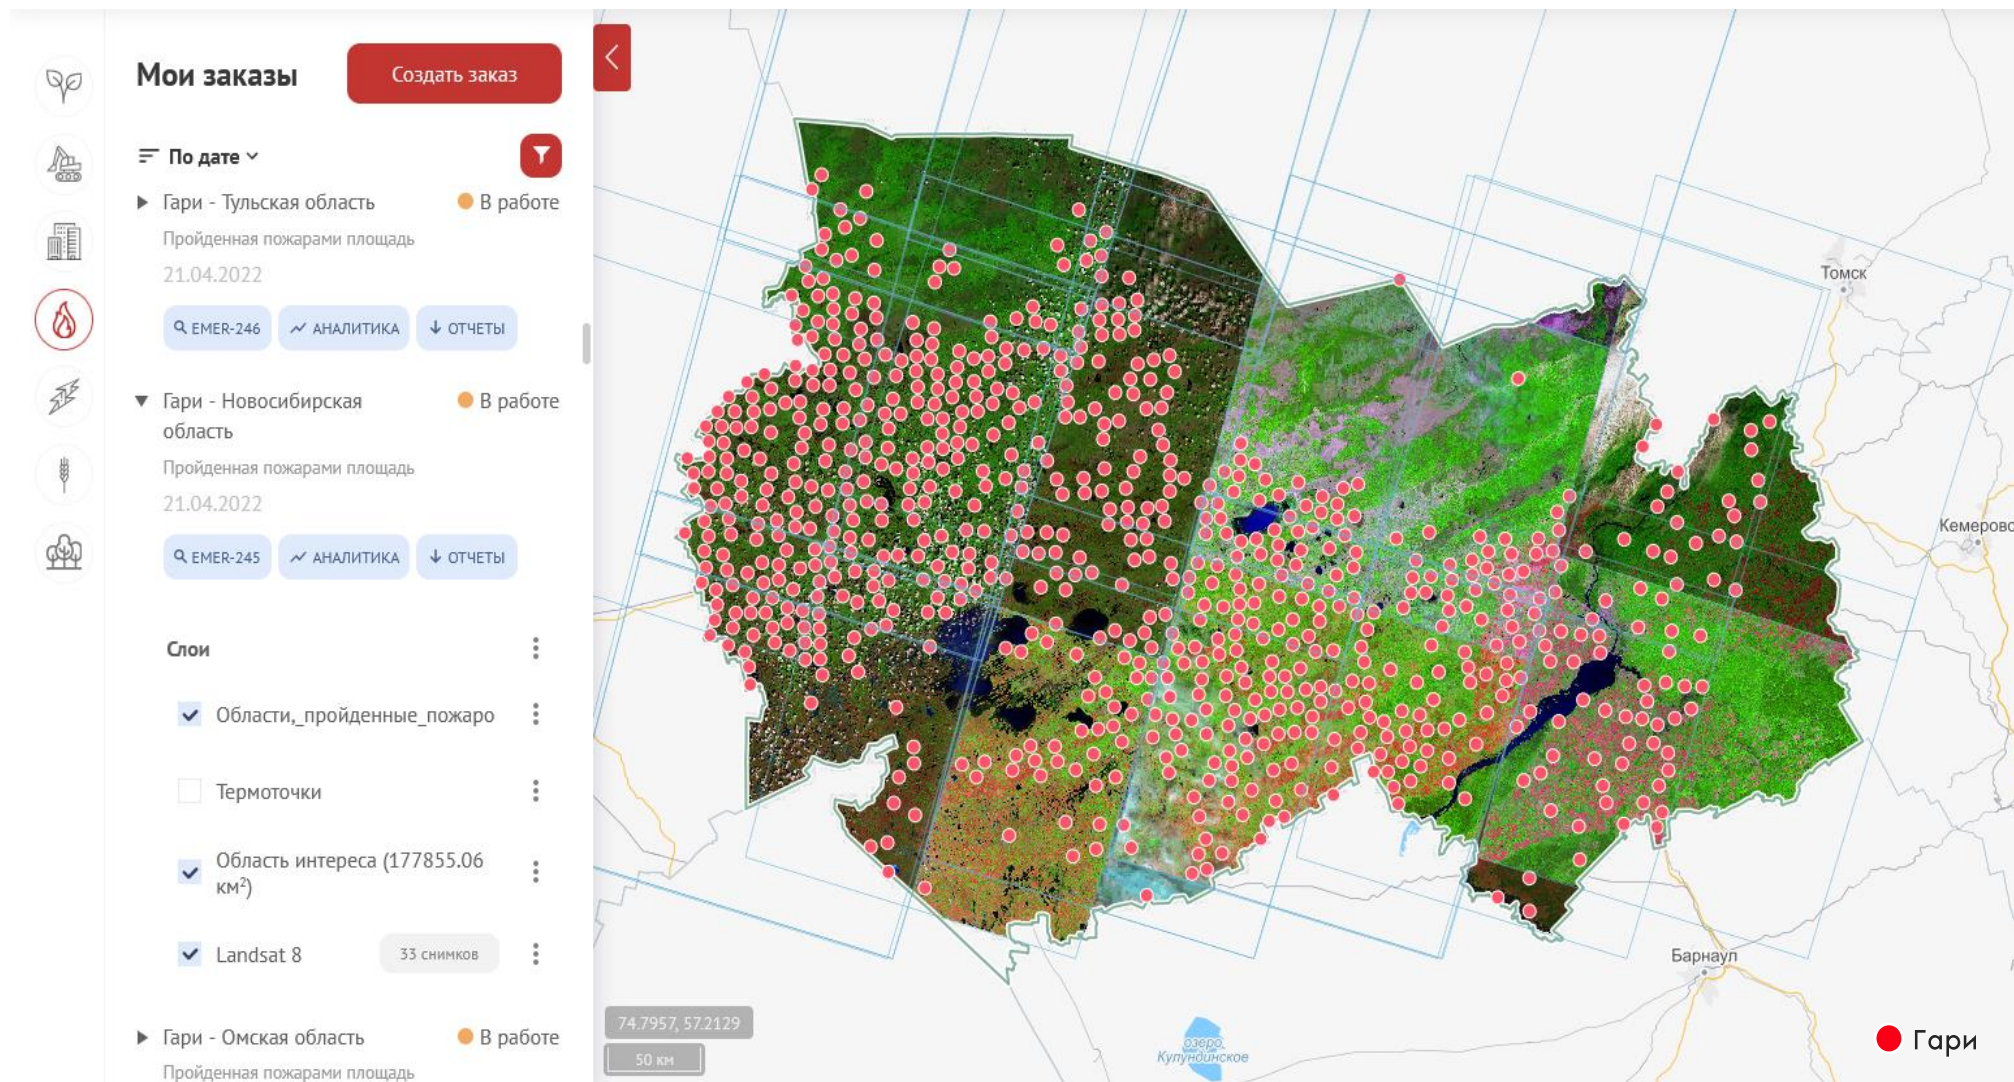 Мои заказы
Создать заказ
По дате
Гари - Тульская область
В работе
Пройденная пожарами площадь
21.04.2022
EMER-246
АНАЛИТИКА
ОТЧЕТЫ
Гари - Новосибирская
область
В работе
Пройденная пожарами площадь
21.04.2022
EMER-245
АНАЛИТИКА
ОТЧЕТЫ
Слои
Области,_пройденные_пожаро
Термоточки
Область интереса (177855.06
км²)
Landsat 8
33 снимков
Гари - Омская область
В работе
Пройденная пожарами площадь
Томск
Кемерово
Барнаул
озеро
Кулундинское
74.7957, 57.2129
50 км
Гари